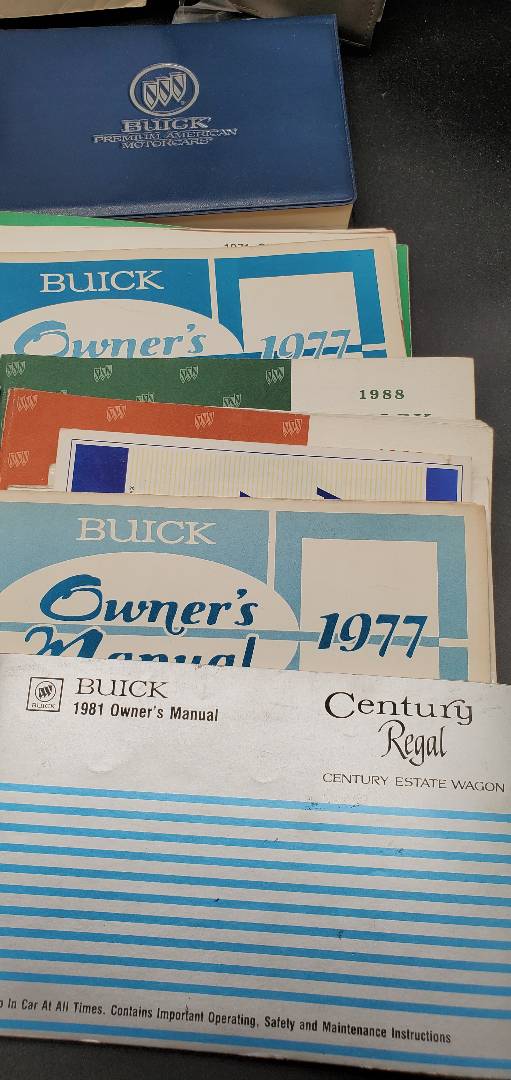 BUICK
PREMIUM AMERICAN
MOTORCARS
BUICK
Owner's
1977
1988
BUICK
Owner's
Manual
1977
BUICK
BUICK
1981 Owner's Manual
Century
Regal
CENTURY ESTATE WAGON
In Car At All Times. Contains Important Operating, Safety and Maintenance Instructions